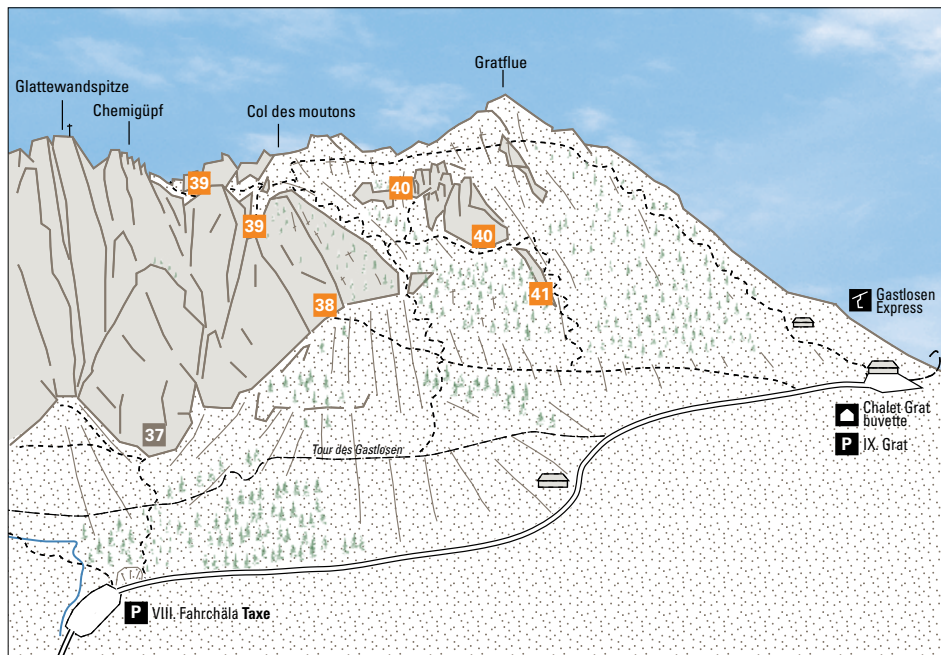 Gratflue
Glattewandspitze
Chemigüpf
Col des moutons
39
40
39
40
41
38
Gastlosen
Express
Chalet Grat
buvette
37
P IX. Grat
Tour des Gastlosen
P VIII. Fahrchäla Taxe